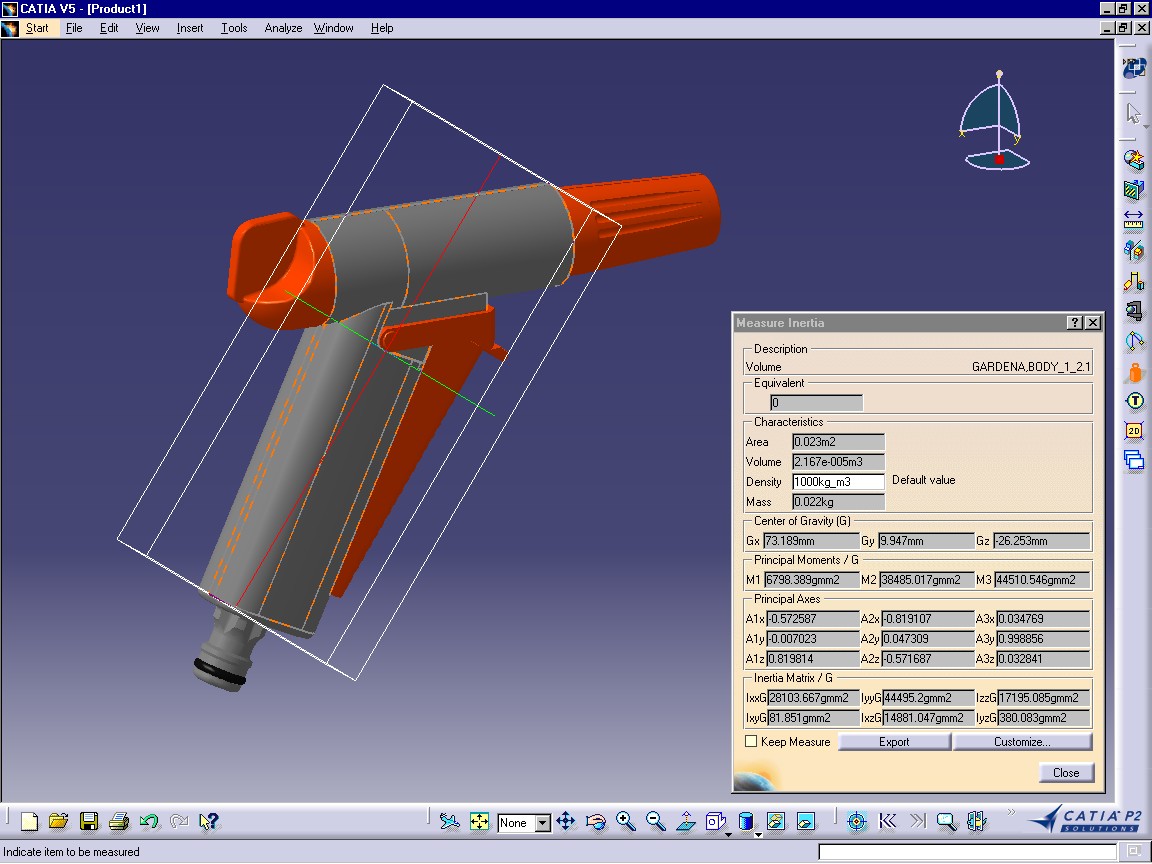 CATIA V5 - [Product1]
Start File Edit View Insert Tools Analyze Window Help
x y
Measure Inertia
Description
Volume GARDENA,BODY_1_2.1
Equivalent
0
Characteristics
Area 0.023m2
Volume 2.167e-005m3
Density 1000kg_m3 Default value
Mass 0.022kg
Center of Gravity (G)
Gx 73.189mm Gy 9.947mm Gz -26.253mm
Principal Moments / G
M1 6798.389gmm2 M2 38485.017gmm2 M3 44510.546gmm2
Principal Axes
A1x -0.572587 A2x -0.819107 A3x 0.034769
A1y -0.007023 A2y 0.047309 A3y 0.998856
A1z 0.819814 A2z -0.571687 A3z 0.032841
Inertia Matrix / G
IxxG 28103.667gmm2 IyyG 44495.2gmm2 IzzG 17195.085gmm2
IxyG 81.851gmm2 IxzG 14881.047gmm2 IyzG 380.083gmm2
Keep Measure Export Customize...
Close
T
2D
None
CATIA P2
SOLUTIONS
Indicate item to be measured